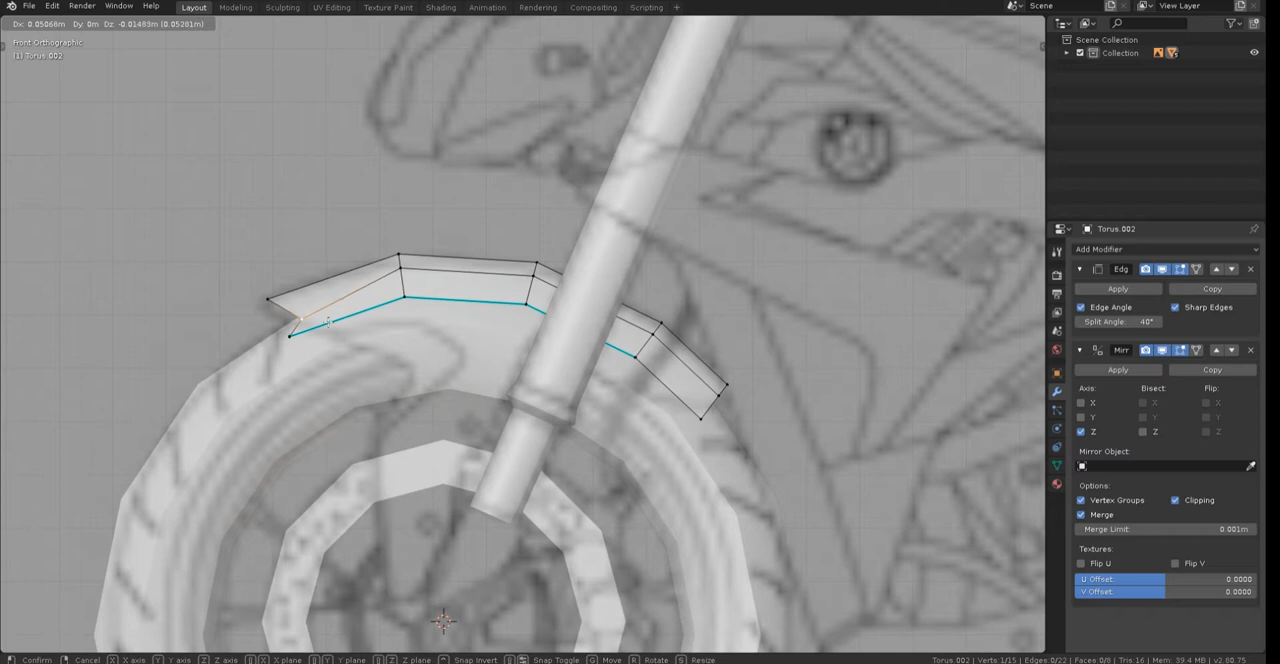 File Edit Render Window Help Layout Modeling Sculpting UV Editing Texture Paint Shading Animation Rendering Compositing Scripting + Scene View Layer
Dx: 0.05068m Dy: 0m Dz: -0.01489m (0.05281m)
Front Orthographic
(1) Torus.002
Scene Collection
Collection
Torus.002
Add Modifier
Edg
Apply Copy
Edge Angle Sharp Edges
Split Angle: 40°
Mirr
Apply Copy
Axis: Bisect: Flip:
X X X
Y Y Y
Z Z Z
Mirror Object:
Options:
Vertex Groups Clipping
Merge
Merge Limit: 0.001m
Textures:
Flip U Flip V
U Offset: 0.0000
V Offset: 0.0000
Confirm Cancel X X axis Y Y axis Z Z axis X X plane Y Y plane Z Z plane Snap Invert Snap Toggle G Move R Rotate S Resize Torus.002 | Verts:1/15 | Edges:0/22 | Faces:0/8 | Tris:16 | Mem: 39.4 MB | v2.80.75